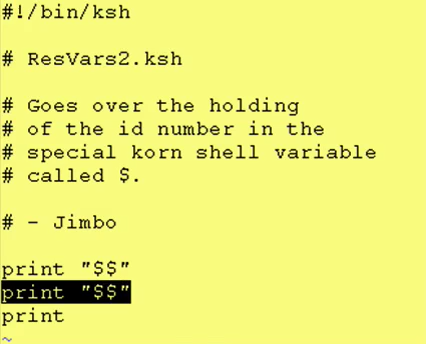 #!/bin/ksh
# ResVars2.ksh
# Goes over the holding
# of the id number in the
# special korn shell variable
# called $.
# - Jimbo
print "$$"
print "$$"
print
~